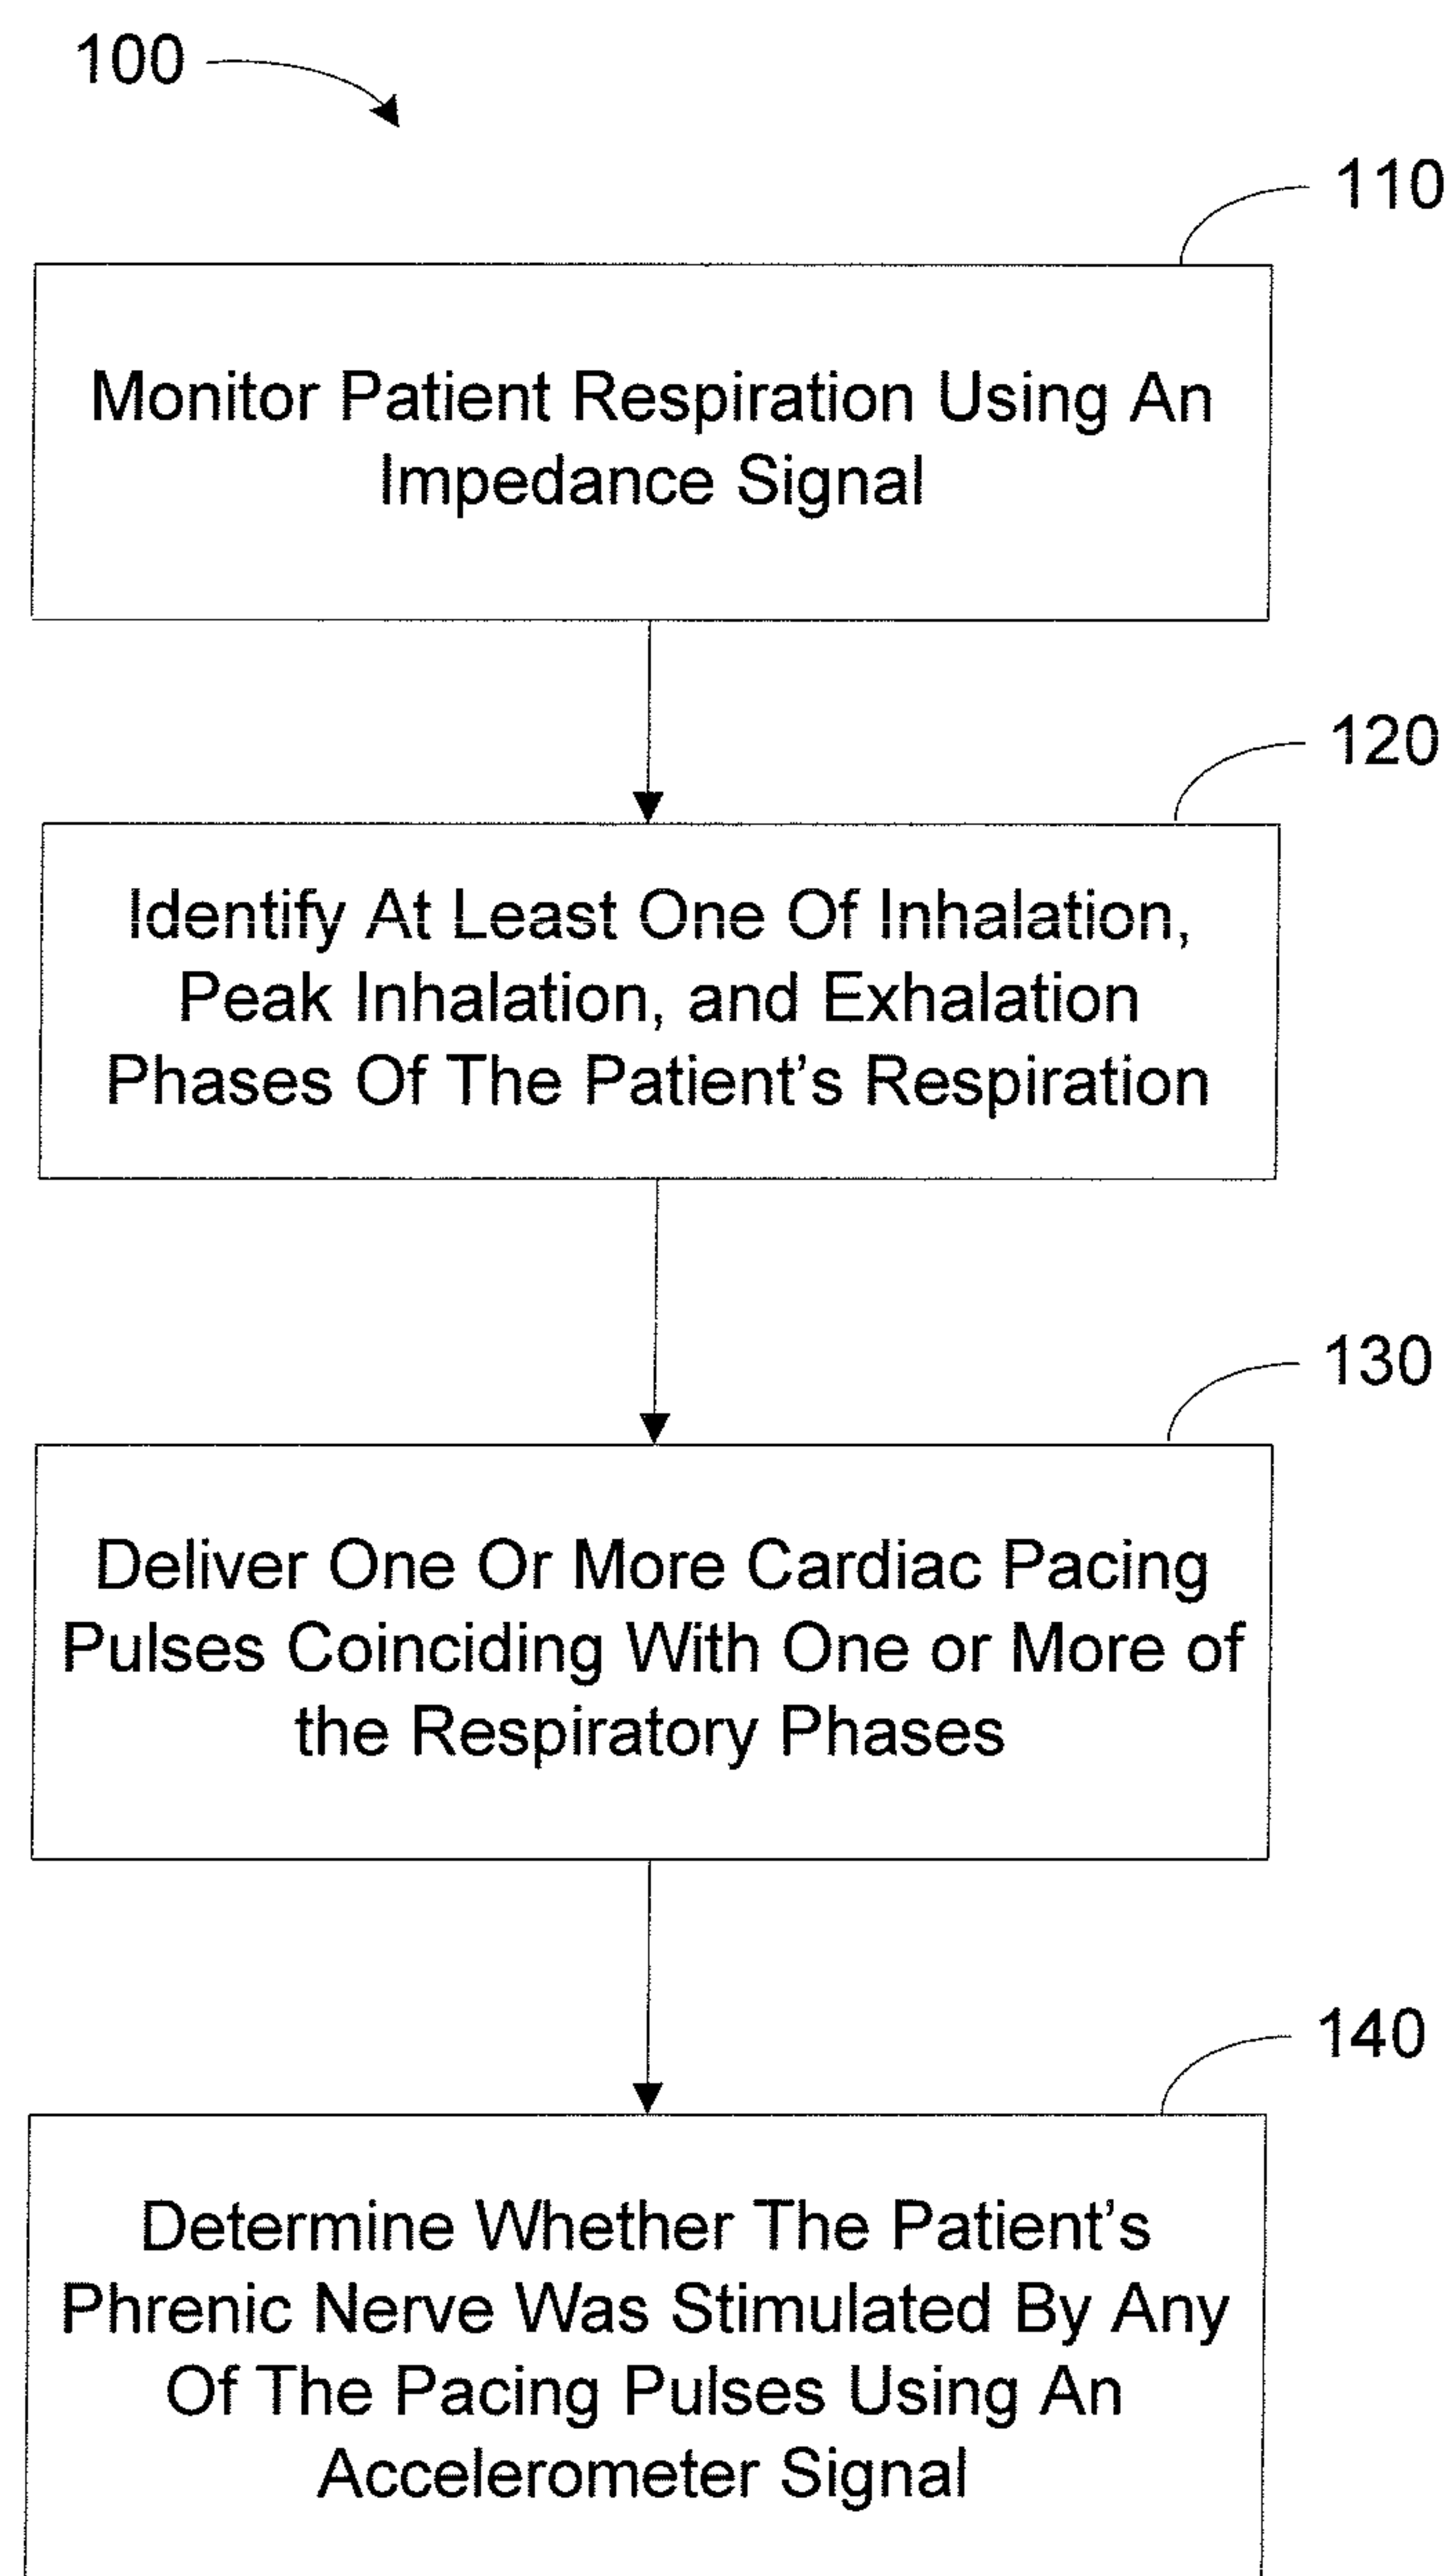 100
110
Monitor Patient Respiration Using An
Impedance Signal
120
Identify At Least One Of Inhalation,
Peak Inhalation, and Exhalation
Phases Of The Patient’s Respiration
130
Deliver One Or More Cardiac Pacing
Pulses Coinciding With One or More of
the Respiratory Phases
140
Determine Whether The Patient’s
Phrenic Nerve Was Stimulated By Any
Of The Pacing Pulses Using An
Accelerometer Signal